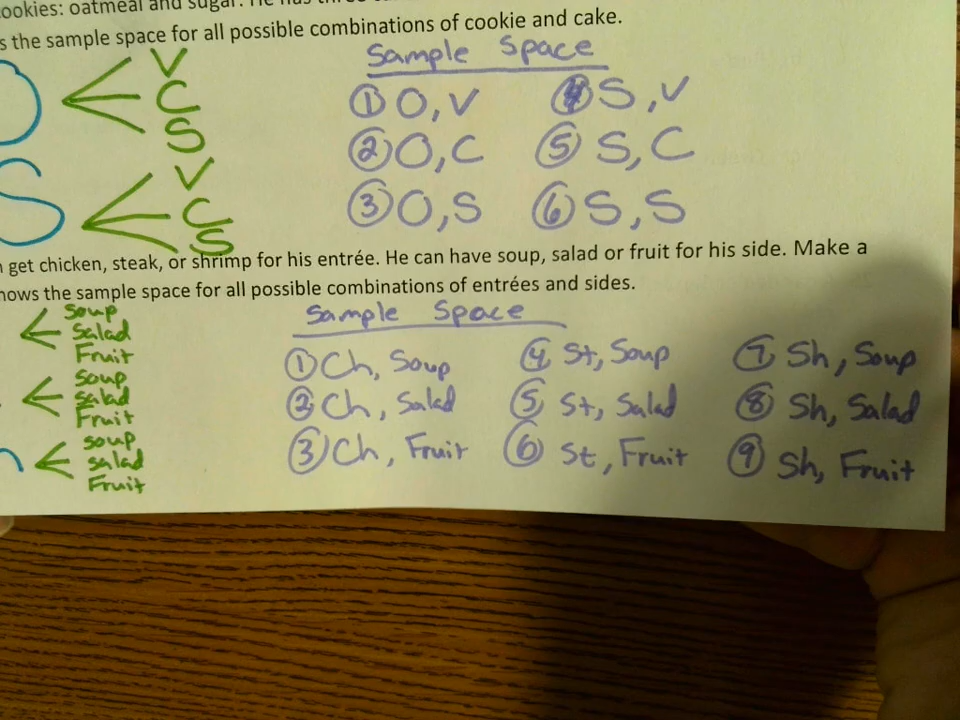 cookies: oatmeal and sugar. He has three
s the sample space for all possible combinations of cookie and cake.
Sample Space
O V C S
S V C S
① O, V ④ S, V
② O, C ⑤ S, C
③ O, S ⑥ S, S
get chicken, steak, or shrimp for his entrée. He can have soup, salad or fruit for his side. Make a
hows the sample space for all possible combinations of entrées and sides.
Soup
Salad
Fruit
Soup
Salad
Fruit
Soup
Salad
Fruit
Sample Space
① Ch, Soup ④ St, Soup ⑦ Sh, Soup
② Ch, Salad ⑤ St, Salad ⑧ Sh, Salad
③ Ch, Fruit ⑥ St, Fruit ⑨ Sh, Fruit